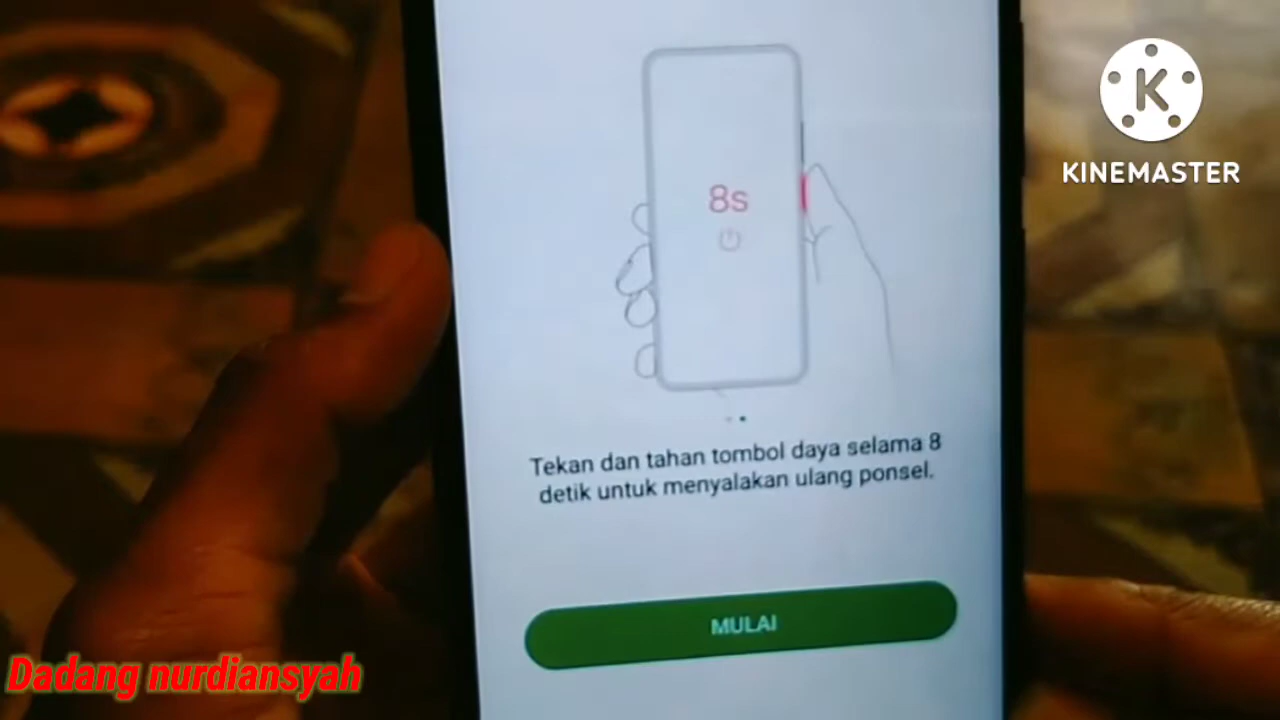 K
KINEMASTER
8s
Tekan dan tahan tombol daya selama 8
detik untuk menyalakan ulang ponsel.
MULAI
Dadang nurdiansyah